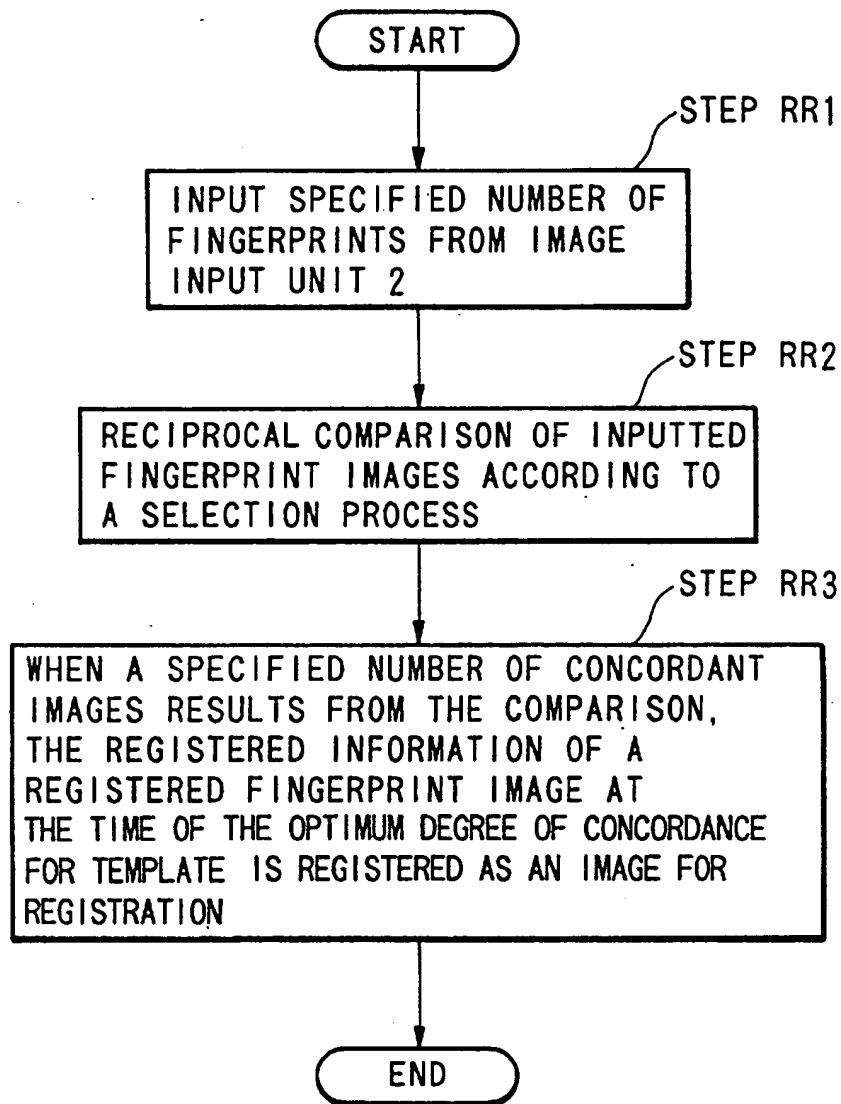 START
STEP RR1
INPUT SPECIFIED NUMBER OF
FINGERPRINTS FROM IMAGE
INPUT UNIT 2
STEP RR2
RECIPROCAL COMPARISON OF INPUTTED
FINGERPRINT IMAGES ACCORDING TO
A SELECTION PROCESS
STEP RR3
WHEN A SPECIFIED NUMBER OF CONCORDANT
IMAGES RESULTS FROM THE COMPARISON,
THE REGISTERED INFORMATION OF A
REGISTERED FINGERPRINT IMAGE AT
THE TIME OF THE OPTIMUM DEGREE OF CONCORDANCE
FOR TEMPLATE IS REGISTERED AS AN IMAGE FOR
REGISTRATION
END